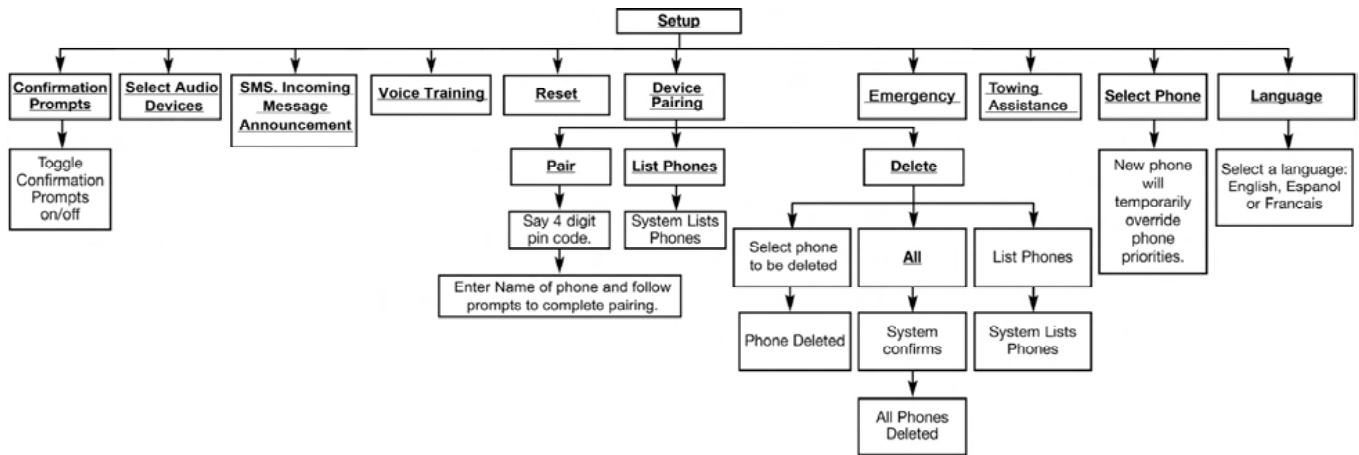 Setup
Confirmation
Prompts
Select Audio
Devices
SMS. Incoming
Message
Announcement
Voice Training
Reset
Device
Pairing
Emergency
Towing
Assistance
Select Phone
Language
Toggle
Confirmation
Prompts
on/off
Pair
List Phones
Delete
New phone
will
temporarily
override
phone
priorities.
Select a language:
English, Espanol
or Francais
Say 4 digit
pin code.
System Lists
Phones
Select phone
to be deleted
All
List Phones
Enter Name of phone and follow
prompts to complete pairing.
Phone Deleted
System
confirms
System Lists
Phones
All Phones
Deleted